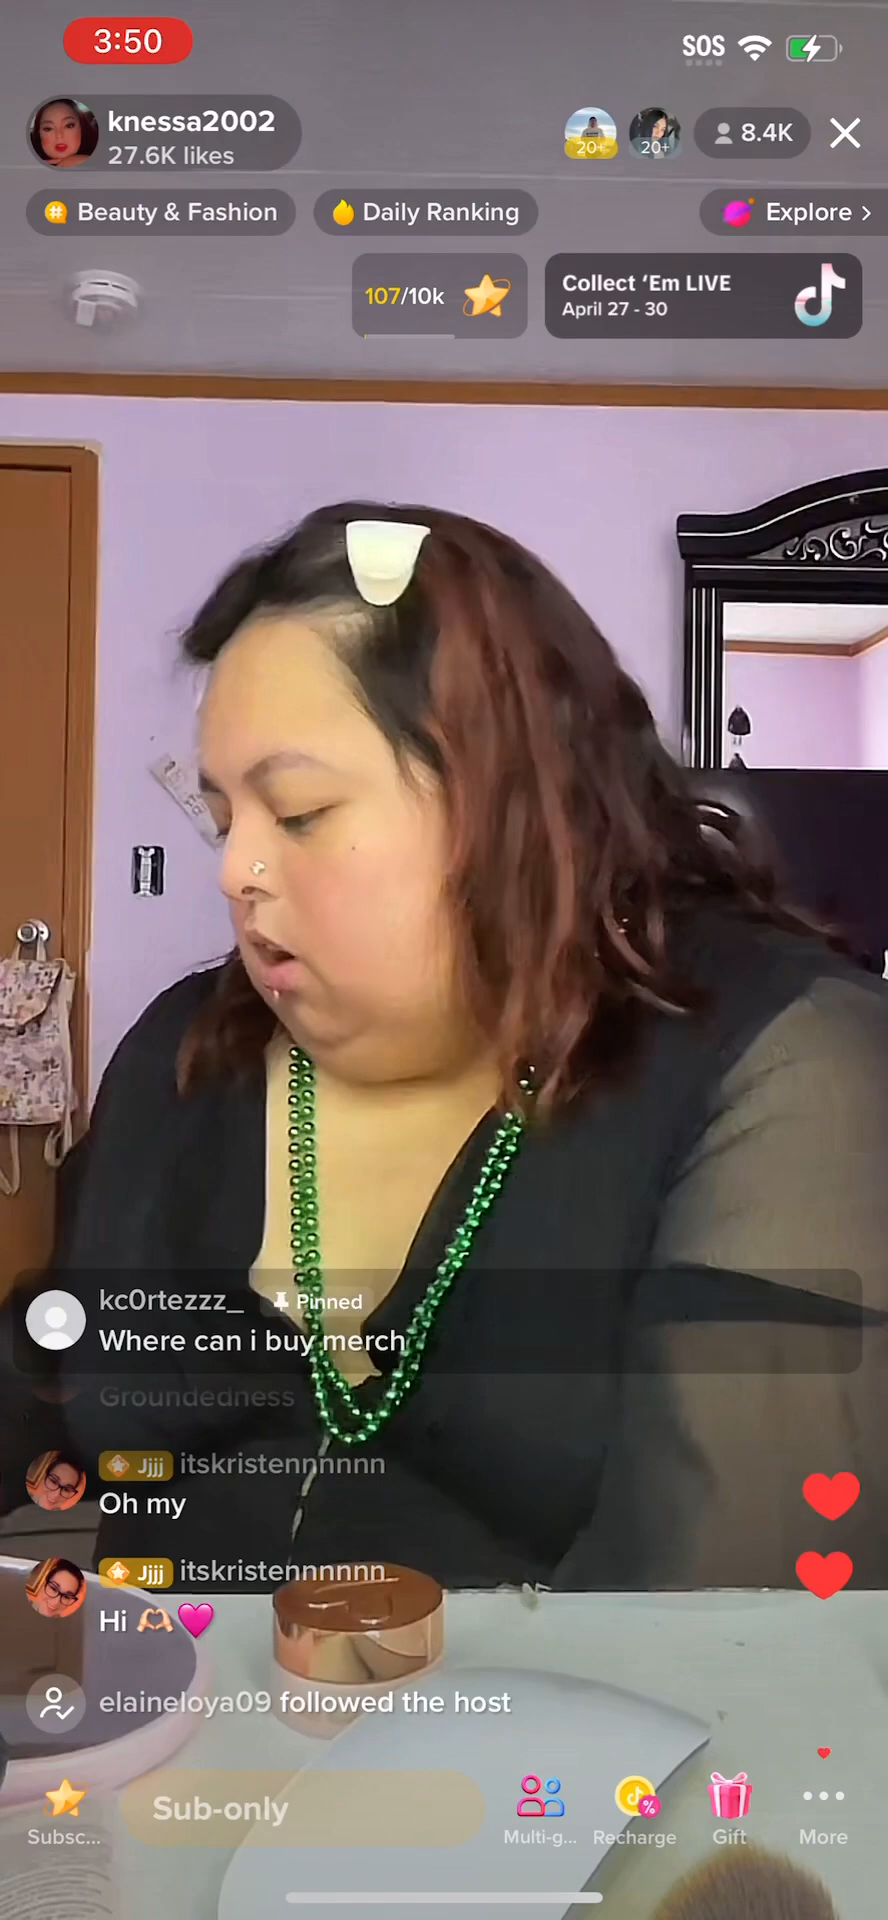 3:50
SOS
knessa2002
27.6K likes
20+
20+
8.4K
Beauty & Fashion
Daily Ranking
Explore >
107/10k
Collect ‘Em LIVE
April 27 - 30
kc0rtezzz_ Pinned
Where can i buy merch
Groundedness
Jjjj itskristennnnnn
Oh my
Jjjj itskristennnnnn
Hi 🫶🏻🩷
elaineloya09 followed the host
Sub-only
Subsc...
Multi-g...
Recharge
Gift
More